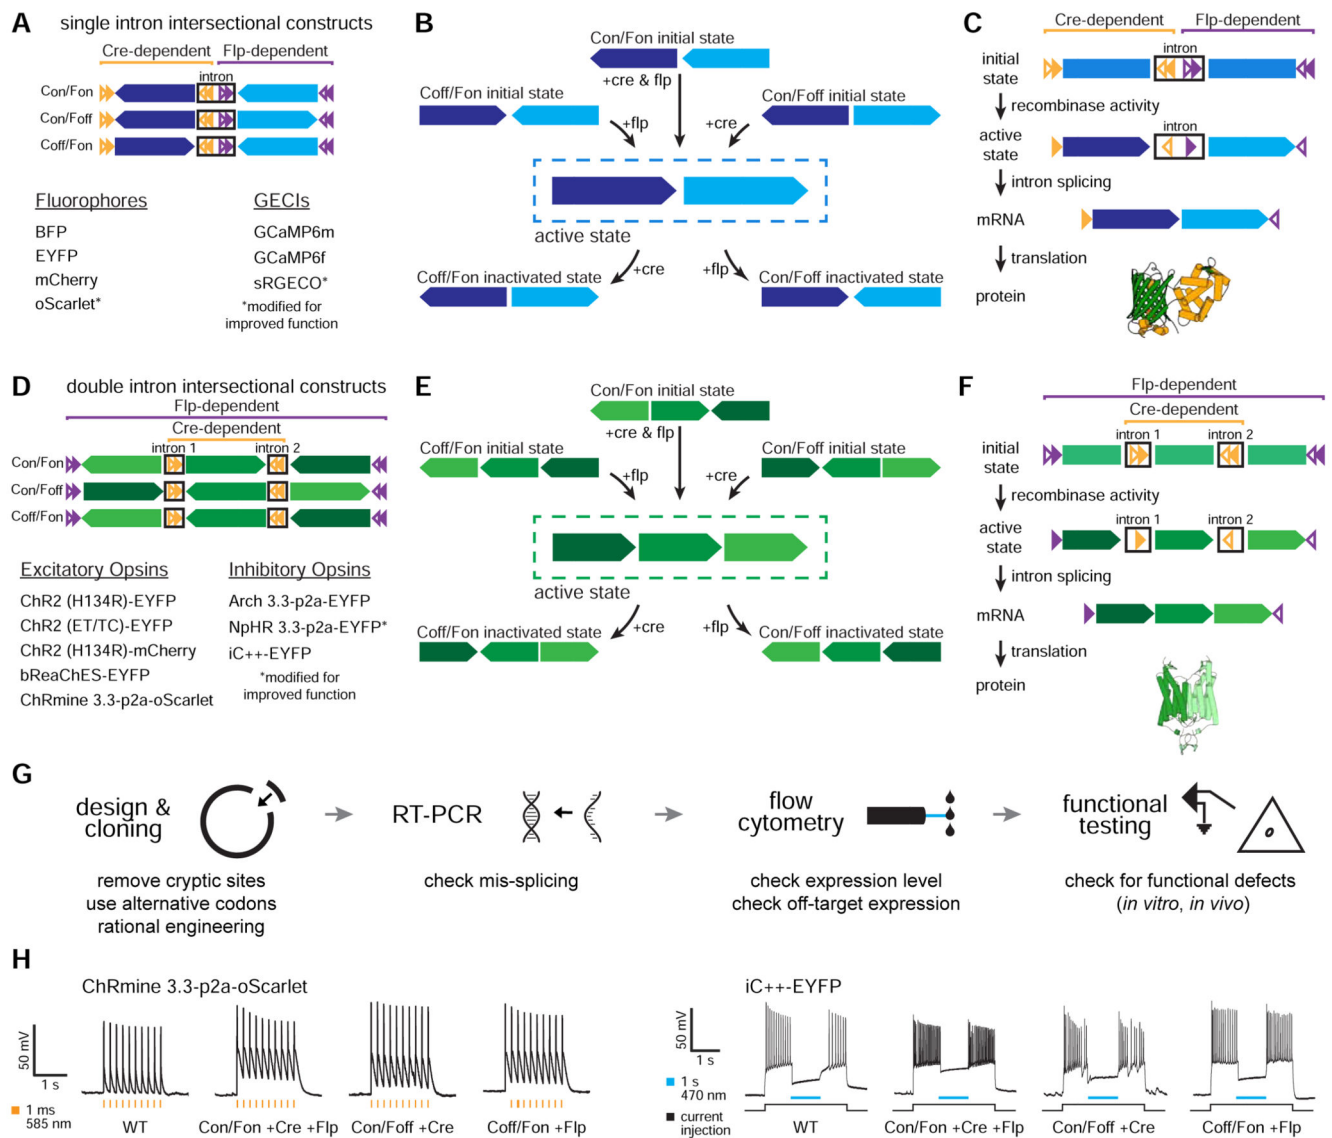 A
single intron intersectional constructs
Cre-dependent
Flp-dependent
intron
Con/Fon
Con/Foff
Coff/Fon
Fluorophores
BFP
EYFP
mCherry
oScarlet*
GECIs
GCaMP6m
GCaMP6f
sRGECO*
*modified for
improved function
B
Con/Fon initial state
+cre & flp
Coff/Fon initial state
+flp
Con/Foff initial state
+cre
active state
+cre
+flp
Coff/Fon inactivated state
Con/Foff inactivated state
C
Cre-dependent
Flp-dependent
initial
state
intron
recombinase activity
active
state
intron
intron splicing
mRNA
translation
protein
D
double intron intersectional constructs
Flp-dependent
Cre-dependent
intron 1
intron 2
Con/Fon
Con/Foff
Coff/Fon
Excitatory Opsins
ChR2 (H134R)-EYFP
ChR2 (ET/TC)-EYFP
ChR2 (H134R)-mCherry
bReaChES-EYFP
ChRmine 3.3-p2a-oScarlet
Inhibitory Opsins
Arch 3.3-p2a-EYFP
NpHR 3.3-p2a-EYFP*
iC++-EYFP
*modified for
improved function
E
Con/Fon initial state
+cre & flp
Coff/Fon initial state
+flp
Con/Foff initial state
+cre
active state
+cre
+flp
Coff/Fon inactivated state
Con/Foff inactivated state
F
Flp-dependent
Cre-dependent
intron 1
intron 2
initial
state
recombinase activity
intron 1
intron 2
active
state
intron splicing
mRNA
translation
protein
G
design &
cloning
remove cryptic sites
use alternative codons
rational engineering
RT-PCR
check mis-splicing
flow
cytometry
check expression level
check off-target expression
functional
testing
check for functional defects
(in vitro, in vivo)
H
ChRmine 3.3-p2a-oScarlet
50 mV
1 s
1 ms
585 nm
WT
Con/Fon +Cre +Flp
Con/Foff +Cre
Coff/Fon +Flp
iC++-EYFP
50 mV
1 s
1 s
470 nm
current
injection
WT
Con/Fon +Cre +Flp
Con/Foff +Cre
Coff/Fon +Flp